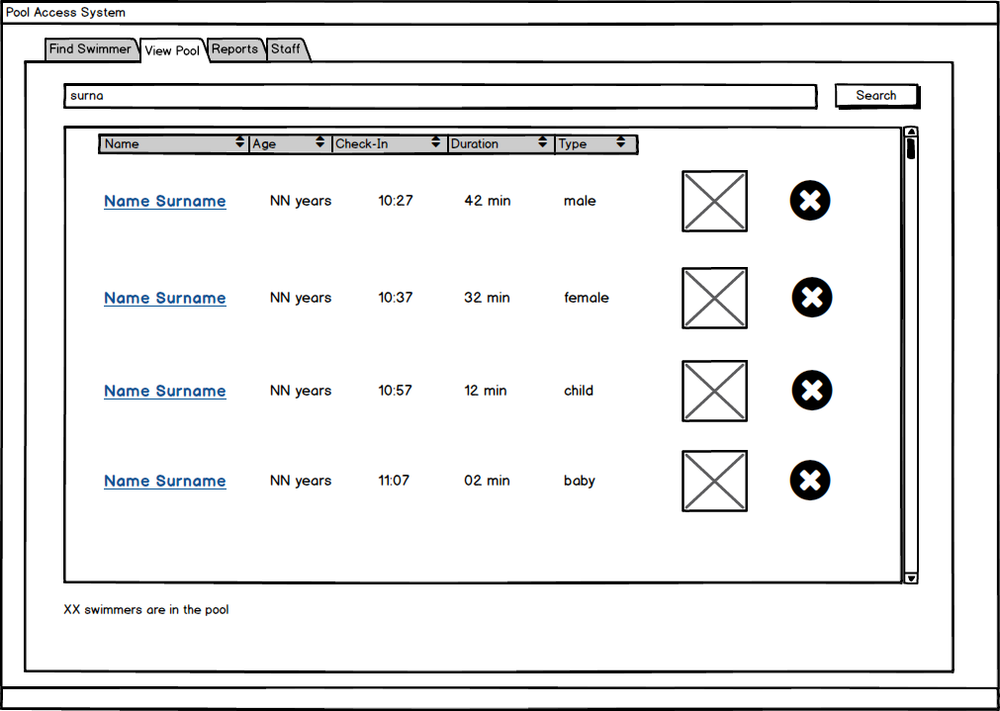 Pool Access System
Find Swimmer View Pool Reports Staff
surna Search
Name Age Check-In Duration Type
Name Surname NN years 10:27 42 min male
Name Surname NN years 10:37 32 min female
Name Surname NN years 10:57 12 min child
Name Surname NN years 11:07 02 min baby
XX swimmers are in the pool